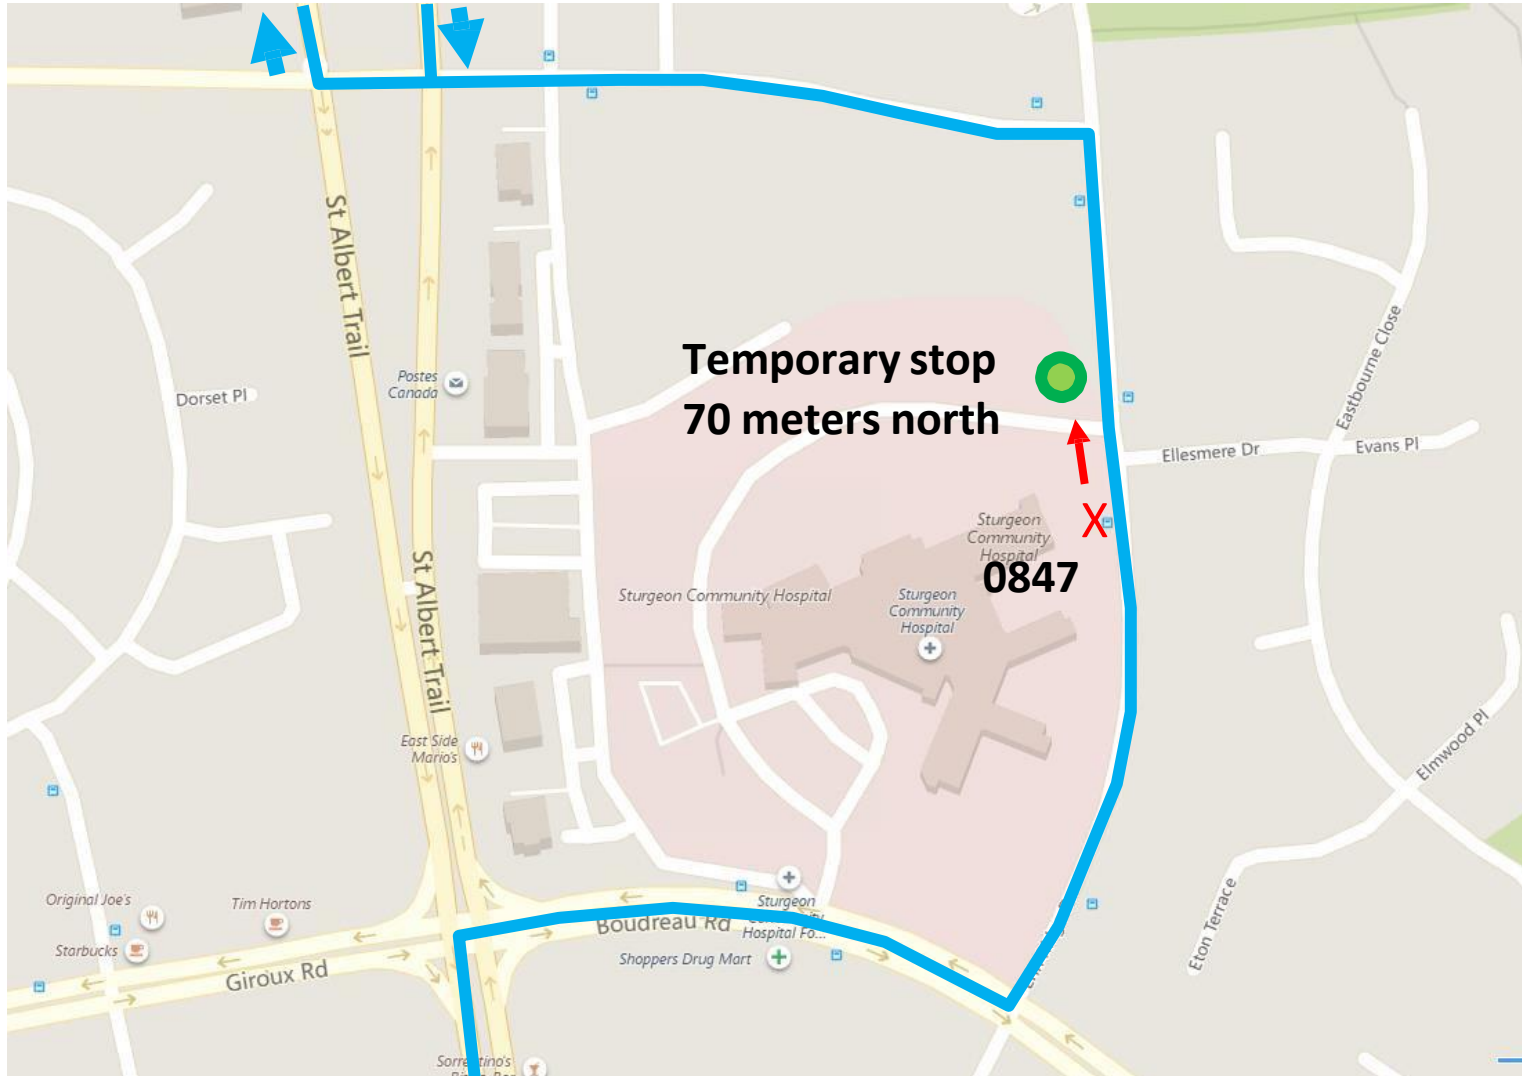 St Albert Trail
Temporary stop
70 meters north
Postes
Canada
Dorset Pl
Eastbourne Close
Ellesmere Dr
Evans Pl
X
Sturgeon
Community
Hospital
0847
St Albert Trail
Sturgeon Community Hospital
Sturgeon
Community
Hospital
East Side
Mario's
Elmwood Pl
Original Joe's
Tim Hortons
Starbucks
Giroux Rd
Boudreau Rd
Sturgeon
Hospital Fo...
Shoppers Drug Mart
Eton Terrace
Sorrentino's